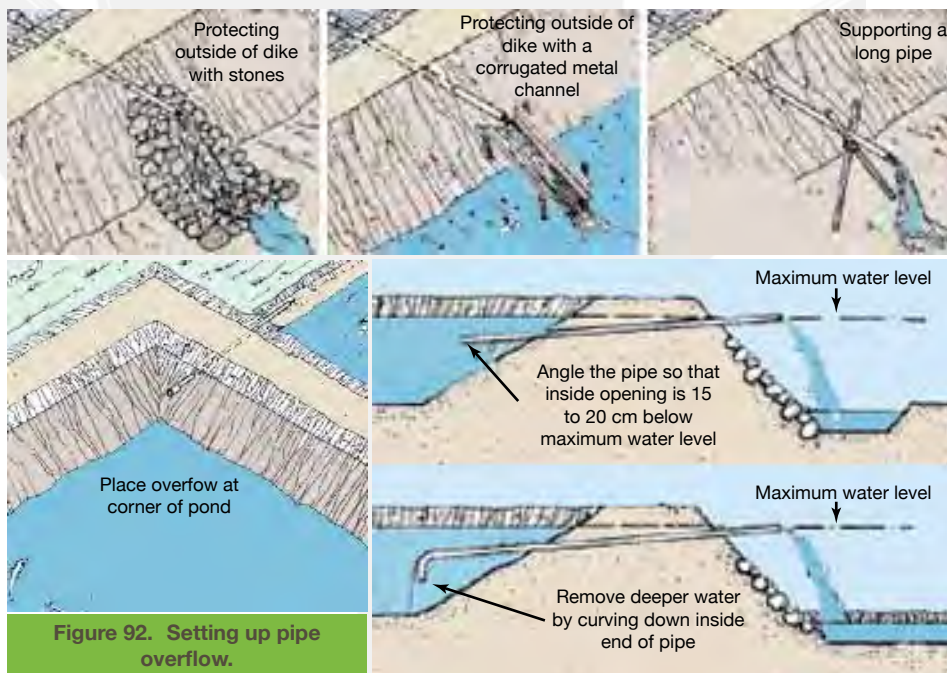 Protecting
outside of dike
with stones
Protecting outside of
dike with a
corrugated metal
channel
Supporting a
long pipe
Place overfow at
corner of pond
Maximum water level
Angle the pipe so that
inside opening is 15
to 20 cm below
maximum water level
Maximum water level
Remove deeper water
by curving down inside
end of pipe
Figure 92. Setting up pipe
overflow.